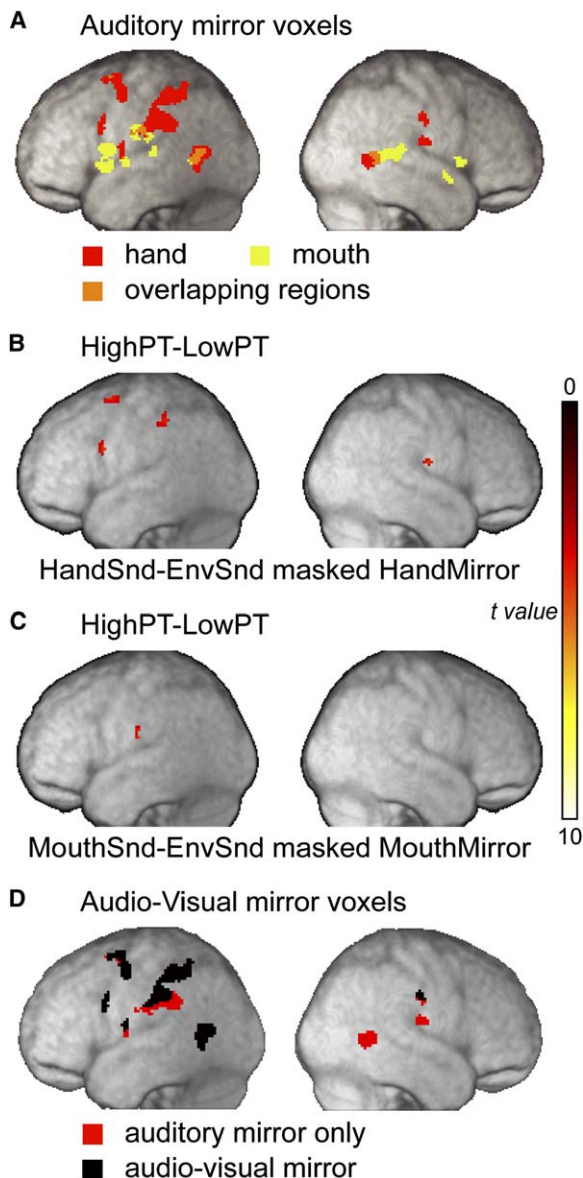 A Auditory mirror voxels
hand mouth
overlapping regions
B HighPT-LowPT
0
HandSnd-EnvSnd masked HandMirror
t value
C HighPT-LowPT
10
MouthSnd-EnvSnd masked MouthMirror
D Audio-Visual mirror voxels
auditory mirror only
audio-visual mirror